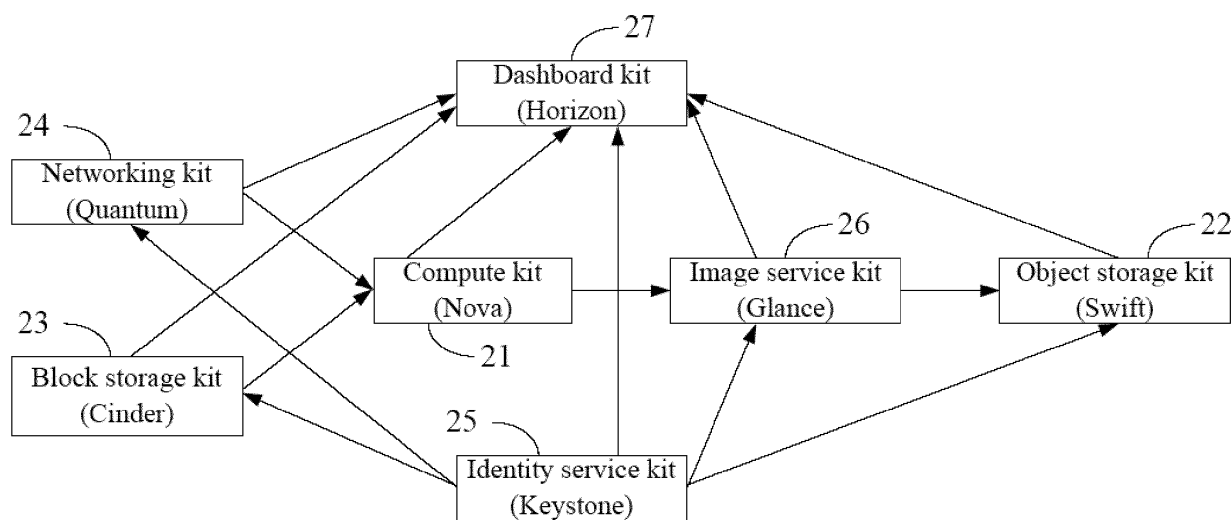 27
Dashboard kit
(Horizon)
24
Networking kit
(Quantum)
26
22
Compute kit
(Nova)
Image service kit
(Glance)
Object storage kit
(Swift)
23
21
Block storage kit
(Cinder)
25
Identity service kit
(Keystone)